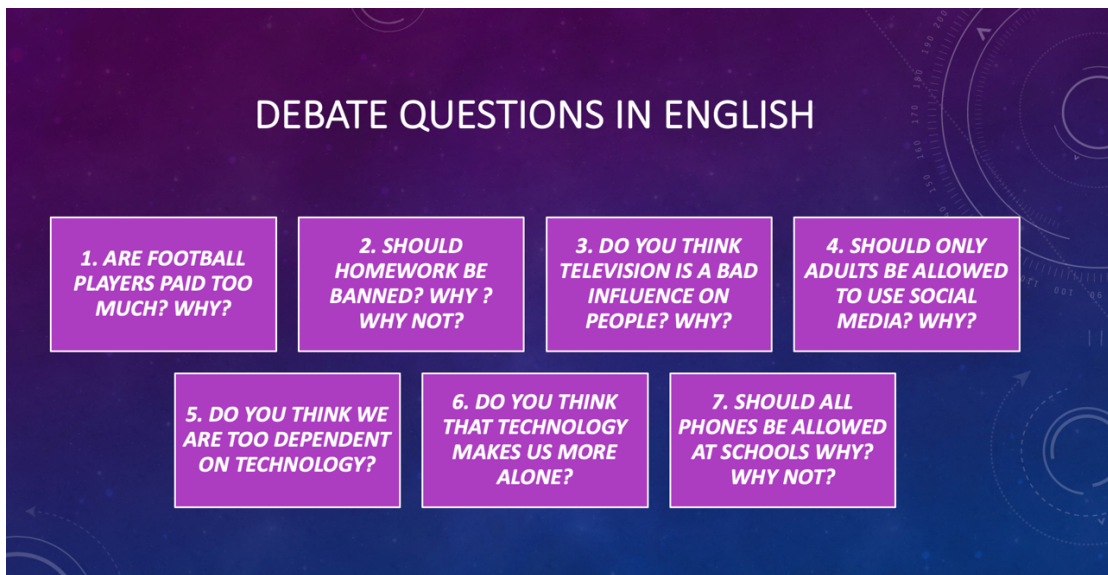 DEBATE QUESTIONS IN ENGLISH
1. ARE FOOTBALL
PLAYERS PAID TOO
MUCH? WHY?
2. SHOULD
HOMEWORK BE
BANNED? WHY ?
WHY NOT?
3. DO YOU THINK
TELEVISION IS A BAD
INFLUENCE ON
PEOPLE? WHY?
4. SHOULD ONLY
ADULTS BE ALLOWED
TO USE SOCIAL
MEDIA? WHY?
5. DO YOU THINK WE
ARE TOO DEPENDENT
ON TECHNOLOGY?
6. DO YOU THINK
THAT TECHNOLOGY
MAKES US MORE
ALONE?
7. SHOULD ALL
PHONES BE ALLOWED
AT SCHOOLS WHY?
WHY NOT?